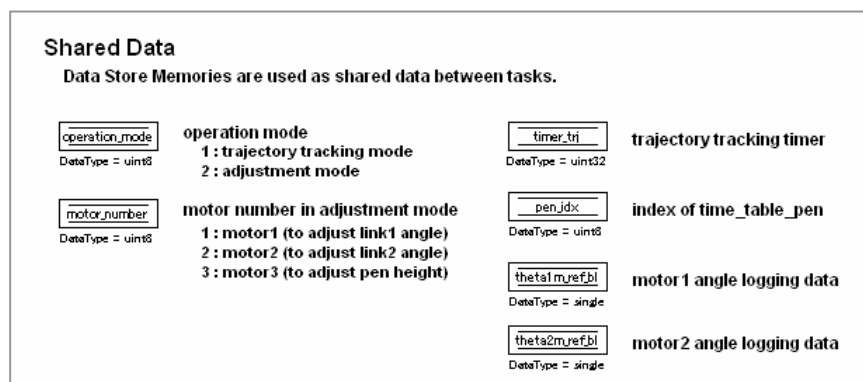 Shared Data
Data Store Memories are used as shared data between tasks.
operation_mode
DataType = uint8
operation mode
1 : trajectory tracking mode
2 : adjustment mode
motor_number
DataType = uint8
motor number in adjustment mode
1 : motor1 (to adjust link1 angle)
2 : motor2 (to adjust link2 angle)
3 : motor3 (to adjust pen height)
timer_trj
DataType = uint32
trajectory tracking timer
pen_idx
DataType = uint8
index of time_table_pen
theta1m_ref_bl
DataType = single
motor1 angle logging data
theta2m_ref_bl
DataType = single
motor2 angle logging data